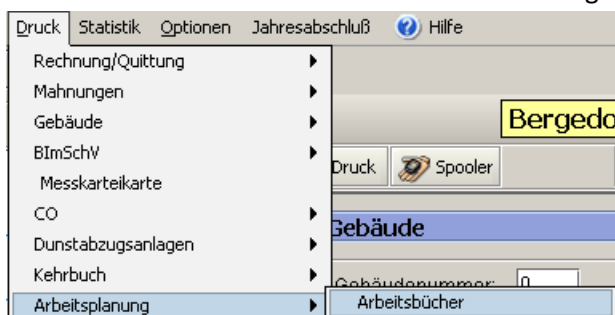 Druck Statistik Optionen Jahresabschluß Hilfe
Rechnung/Quittung
Mahnungen
Gebäude
Bergedo
BImSchV
Druck Spooler
Messkarteikarte
CO
Gebäude
Dunstabzugsanlagen
Kehrbuch
Gebäudenummer: 0
Arbeitsplanung
Arbeitsbücher